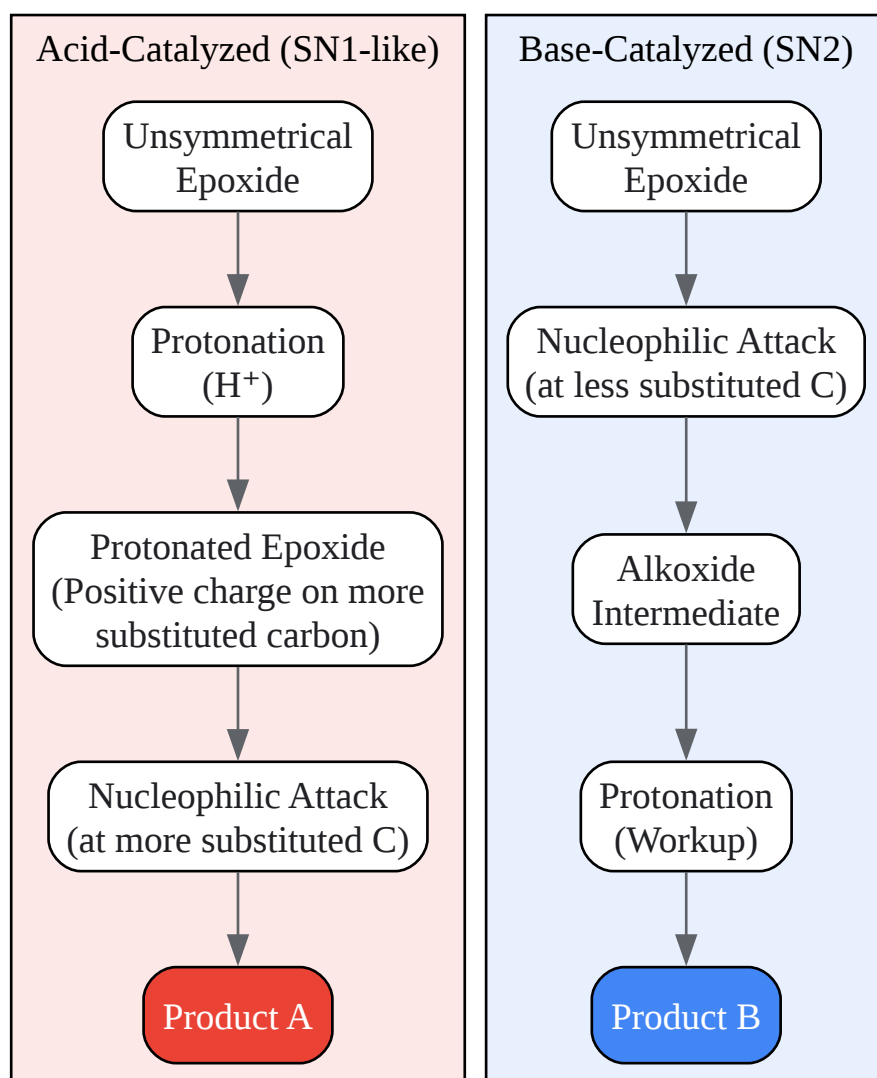 Acid-Catalyzed (SN1-like)
Unsymmetrical
Epoxide
Protonation
(H⁺)
Protonated Epoxide
(Positive charge on more
substituted carbon)
Nucleophilic Attack
(at more substituted C)
Product A
Base-Catalyzed (SN2)
Unsymmetrical
Epoxide
Nucleophilic Attack
(at less substituted C)
Alkoxide
Intermediate
Protonation
(Workup)
Product B